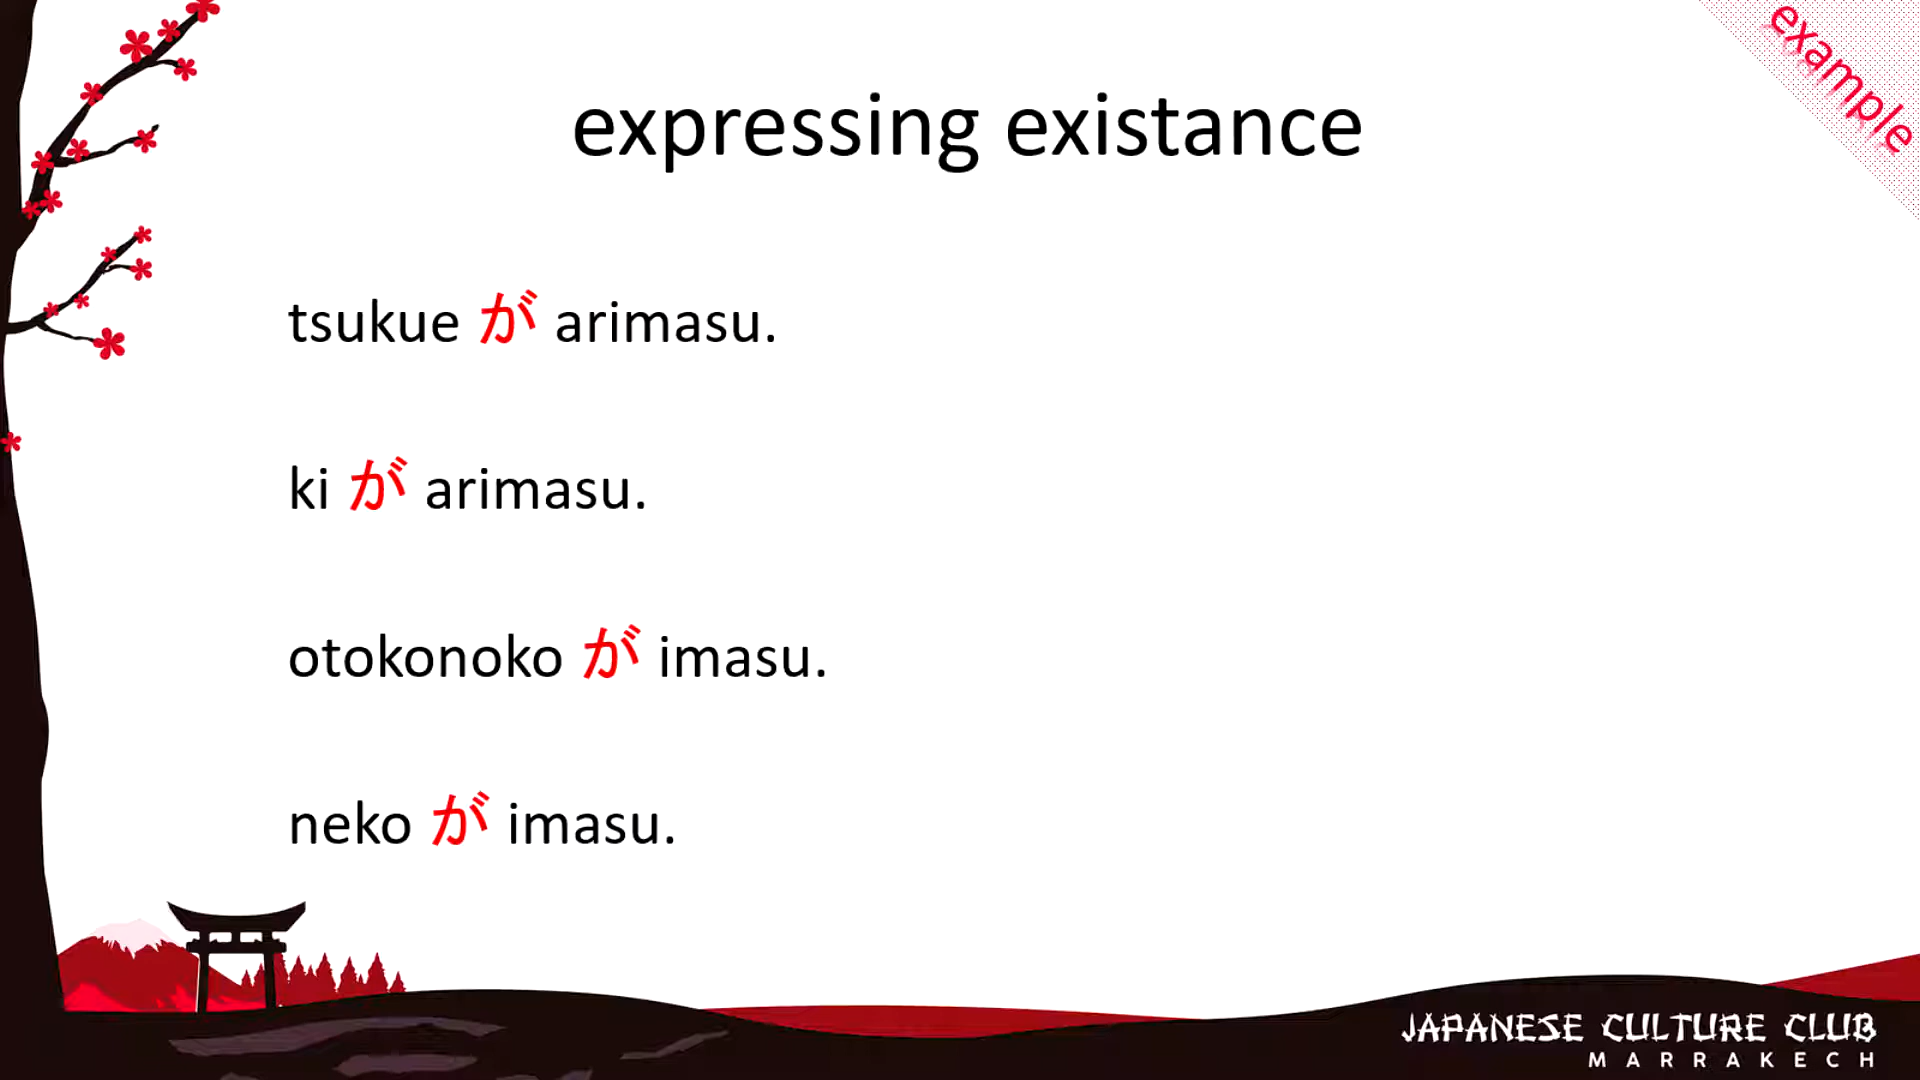 example
expressing existance
tsukue が arimasu.
ki が arimasu.
otokonoko が imasu.
neko が imasu.
JAPANESE CULTURE CLUB
MARRAKECH